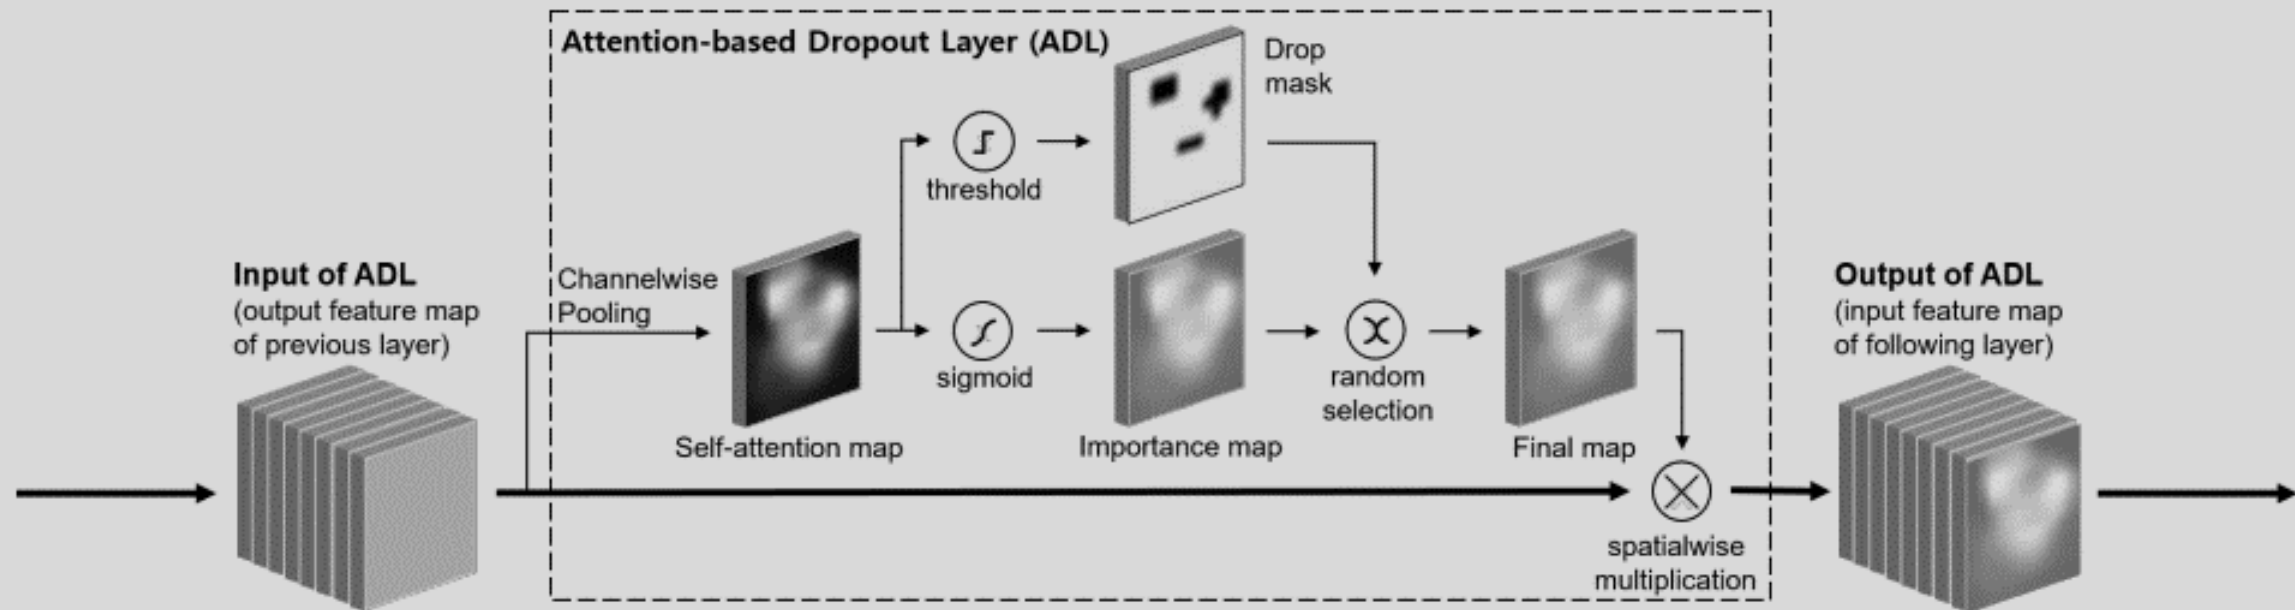 Attention-based Dropout Layer (ADL)
Drop
mask
threshold
Input of ADL
(output feature map
of previous layer)
Channelwise
Pooling
sigmoid
random
selection
Self-attention map
Importance map
Final map
spatialwise
multiplication
Output of ADL
(input feature map
of following layer)